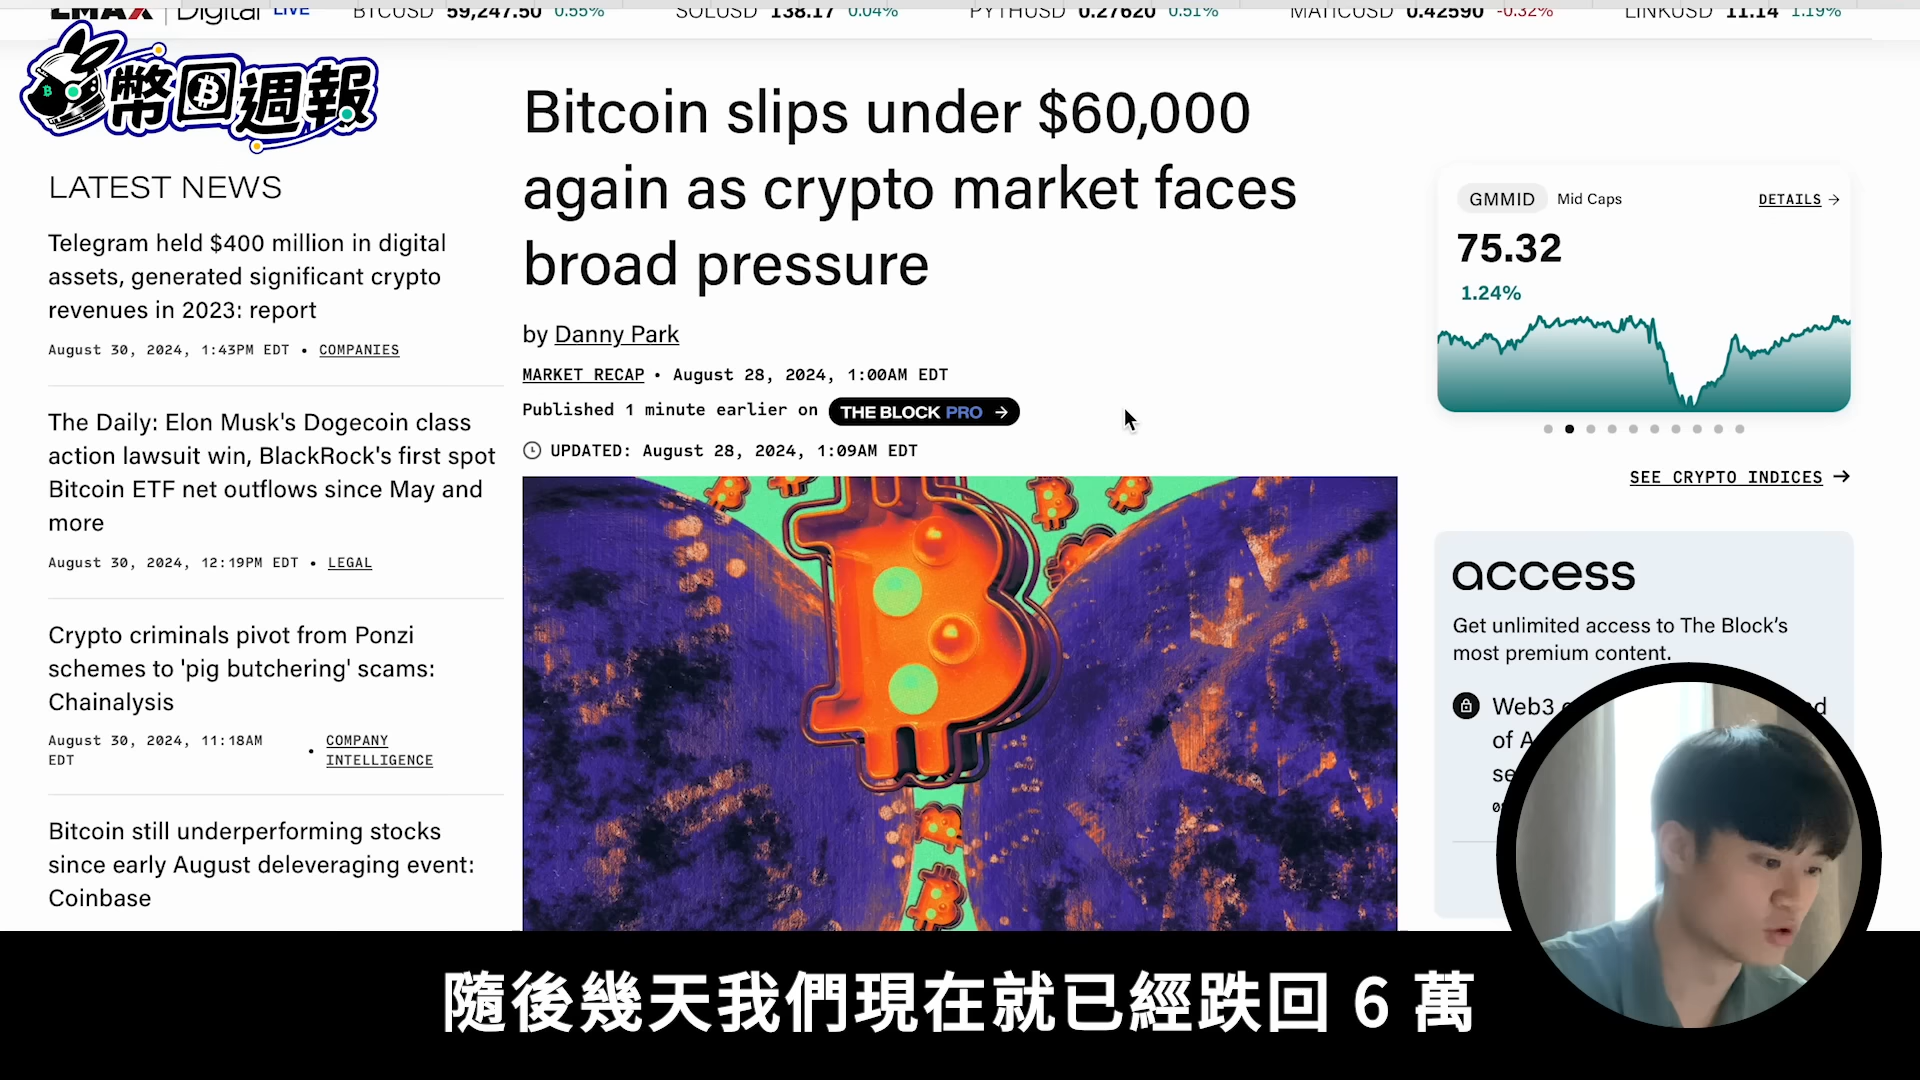 LMAX Digital LIVE BTCUSD 59,247.50 0.55% SOLUSD 138.17 0.04% PYTHUSD 0.27620 0.51% MATICUSD 0.42590 -0.32% LINKUSD 11.14 1.19%
幣回週報
LATEST NEWS
Telegram held $400 million in digital
assets, generated significant crypto
revenues in 2023: report
August 30, 2024, 1:43PM EDT • COMPANIES
The Daily: Elon Musk's Dogecoin class
action lawsuit win, BlackRock's first spot
Bitcoin ETF net outflows since May and
more
August 30, 2024, 12:19PM EDT • LEGAL
Crypto criminals pivot from Ponzi
schemes to 'pig butchering' scams:
Chainalysis
August 30, 2024, 11:18AM
EDT
• COMPANY
INTELLIGENCE
Bitcoin still underperforming stocks
since early August deleveraging event:
Coinbase
Bitcoin slips under $60,000
again as crypto market faces
broad pressure
by Danny Park
MARKET RECAP • August 28, 2024, 1:00AM EDT
Published 1 minute earlier on THE BLOCK PRO →
UPDATED: August 28, 2024, 1:09AM EDT
GMMID Mid Caps DETAILS →
75.32
1.24%
SEE CRYPTO INDICES →
access
Get unlimited access to The Block’s
most premium content.
Web3
of
隨後幾天我們現在就已經跌回 6 萬